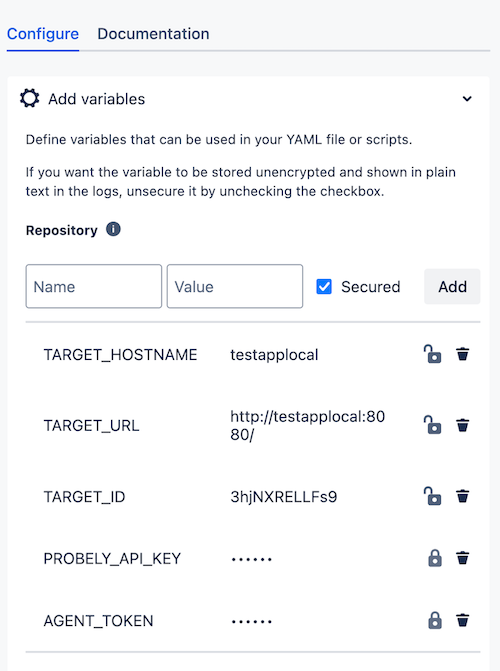 Configure Documentation
Add variables
Define variables that can be used in your YAML file or scripts.
If you want the variable to be stored unencrypted and shown in plain
text in the logs, unsecure it by unchecking the checkbox.
Repository i
Name Value Secured Add
TARGET_HOSTNAME testapplocal
TARGET_URL http://testapplocal:80
80/
TARGET_ID 3hjNXRELLFs9
PROBELY_API_KEY ••••••
AGENT_TOKEN ••••••